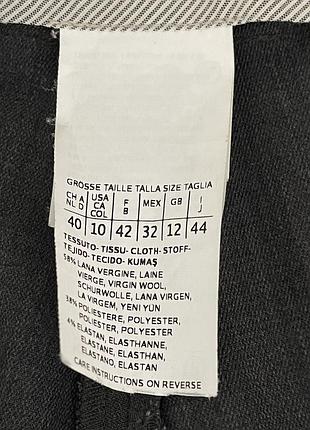 GROSSE TAILLE TALLA SIZE TAGLIA
CH A USA F MEX GB I
NL D CA COL B J
40 10 42 32 12 44
TESSUTO-TISSU-CLOTH-STOFF-
TEJIDO-TECIDO-KUMAŞ
58% LANA VERGINE, LAINE
VIERGE, VIRGIN WOOL,
SCHURWOLLE, LANA VIRGEN,
LA VIRGEM, YENI YÜN
38% POLIESTERE, POLYESTER,
POLIÉSTER, POLYESTER
4% ELASTAN, ELASTHANNE,
ELASTANE, ELASTHAN,
ELASTANO, ELASTAN
CARE INSTRUCTIONS ON REVERSE